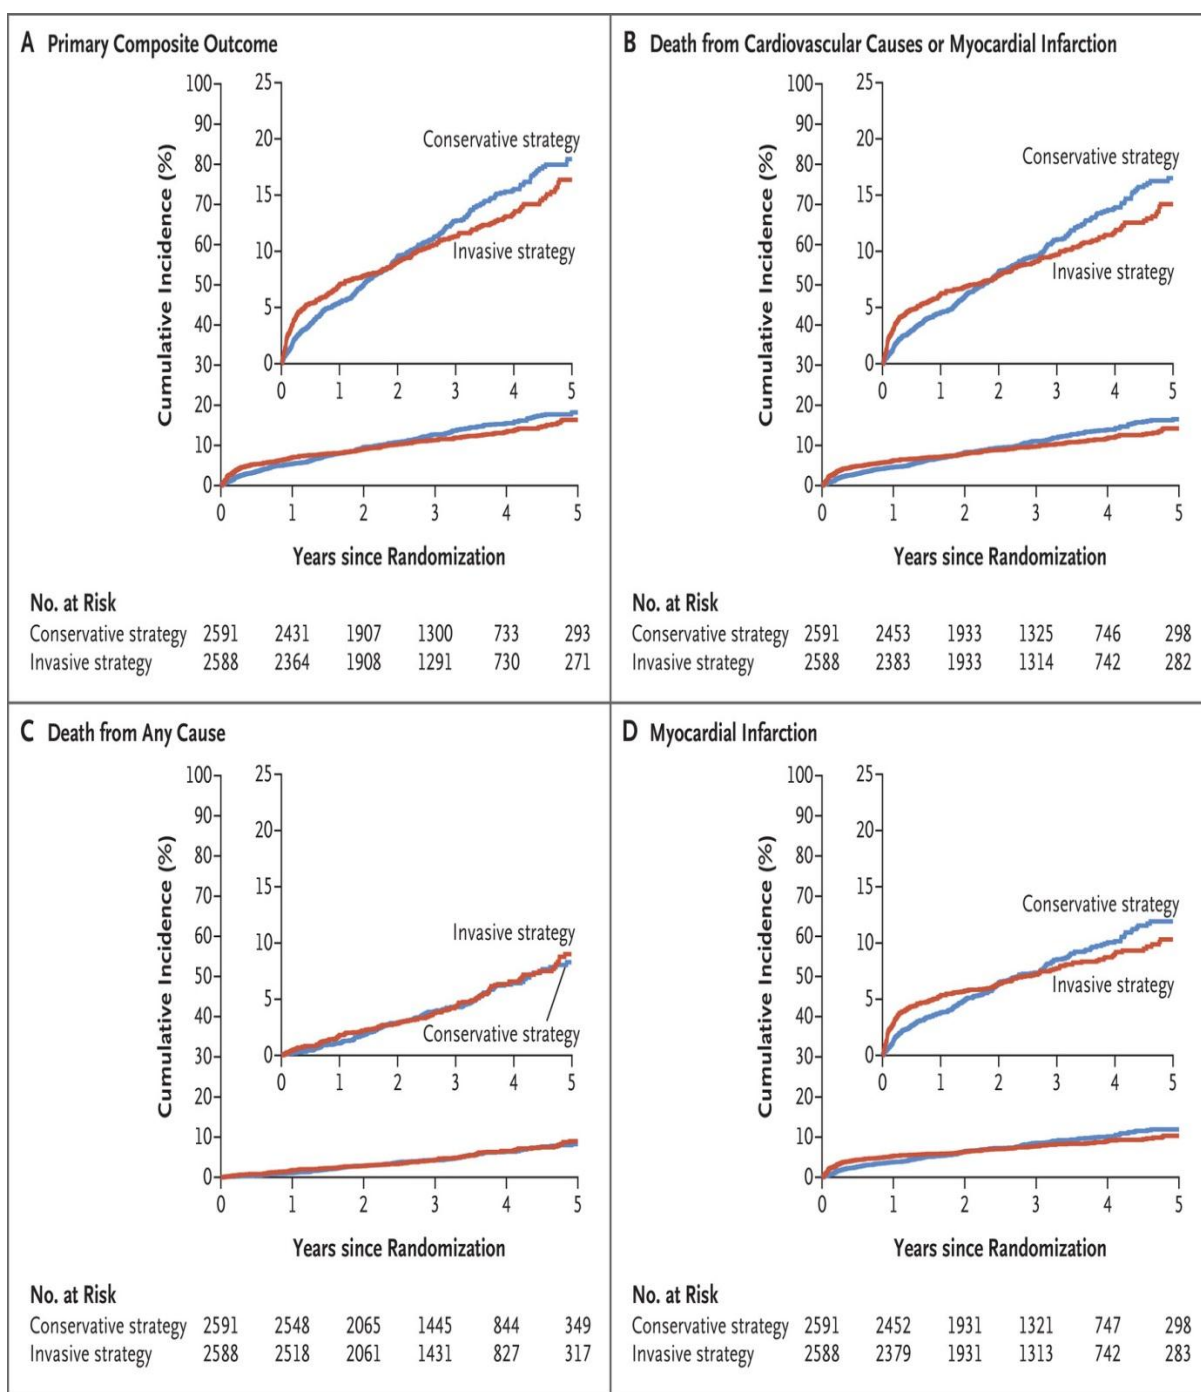 A Primary Composite Outcome
Cumulative Incidence (%)
100
90
80
70
60
50
40
30
20
10
0
25
20
15
10
5
0
Conservative strategy
Invasive strategy
0 1 2 3 4 5
0 1 2 3 4 5
Years since Randomization
No. at Risk
Conservative strategy 2591 2431 1907 1300 733 293
Invasive strategy 2588 2364 1908 1291 730 271
B Death from Cardiovascular Causes or Myocardial Infarction
Cumulative Incidence (%)
100
90
80
70
60
50
40
30
20
10
0
25
20
15
10
5
0
Conservative strategy
Invasive strategy
0 1 2 3 4 5
0 1 2 3 4 5
Years since Randomization
No. at Risk
Conservative strategy 2591 2453 1933 1325 746 298
Invasive strategy 2588 2383 1933 1314 742 282
C Death from Any Cause
Cumulative Incidence (%)
100
90
80
70
60
50
40
30
20
10
0
25
20
15
10
5
0
Invasive strategy
Conservative strategy
0 1 2 3 4 5
0 1 2 3 4 5
Years since Randomization
No. at Risk
Conservative strategy 2591 2548 2065 1445 844 349
Invasive strategy 2588 2518 2061 1431 827 317
D Myocardial Infarction
Cumulative Incidence (%)
100
90
80
70
60
50
40
30
20
10
0
25
20
15
10
5
0
Conservative strategy
Invasive strategy
0 1 2 3 4 5
0 1 2 3 4 5
Years since Randomization
No. at Risk
Conservative strategy 2591 2452 1931 1321 747 298
Invasive strategy 2588 2379 1931 1313 742 283